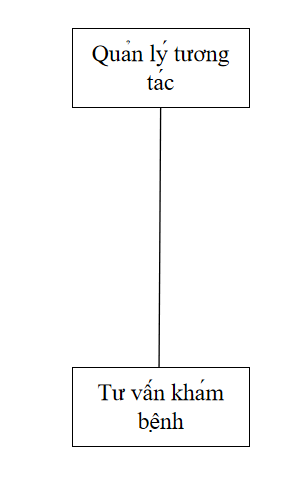 Quản lý tương
tác
Tư vấn khám
bệnh